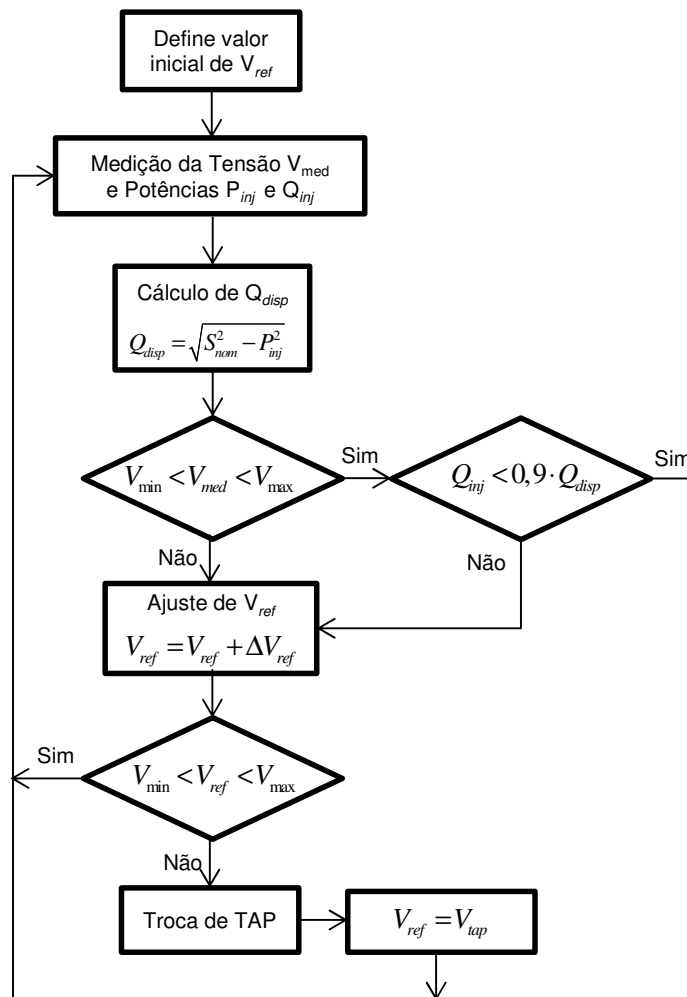 Define valor
inicial de V_ref
Medição da Tensão V_med
e Potências P_inj e Q_inj
Cálculo de Q_disp
Q_disp = √(S²_nom − P²_inj)
V_min < V_med < V_max
Sim
Q_inj < 0,9 · Q_disp
Sim
Não
Não
Ajuste de V_ref
V_ref = V_ref + ΔV_ref
Sim
V_min < V_ref < V_max
Não
Troca de TAP
V_ref = V_tap